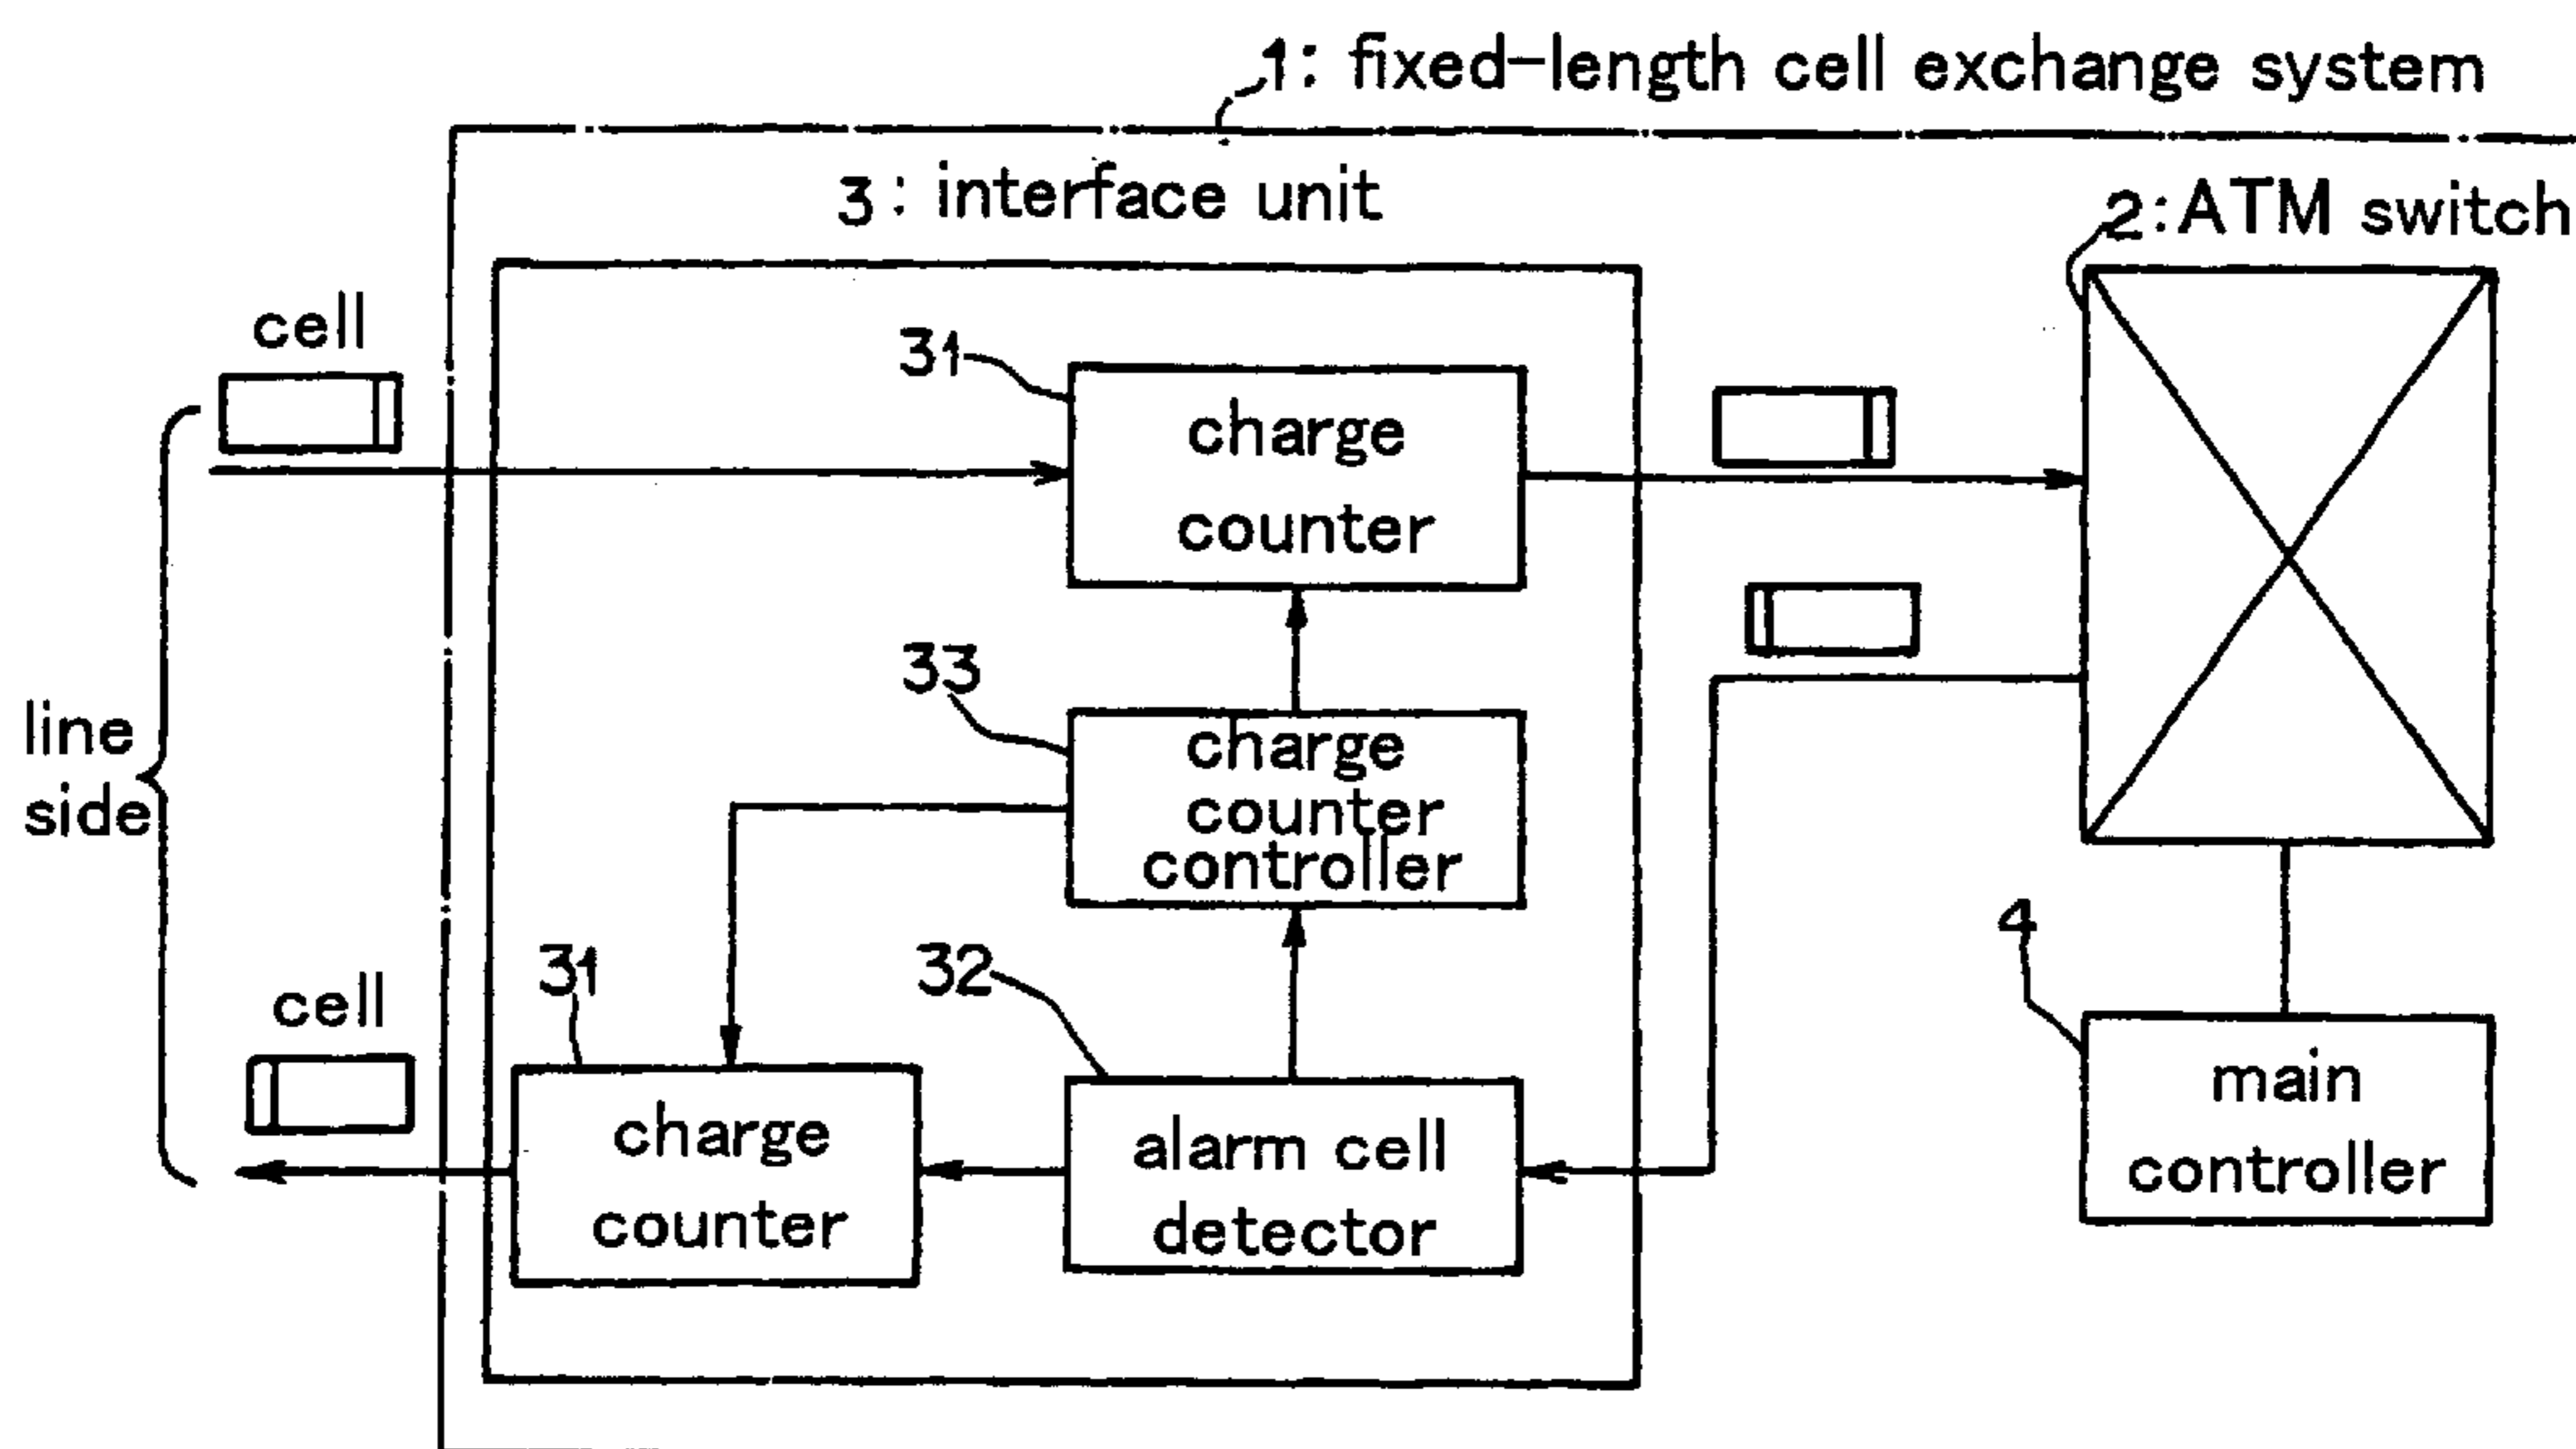 1: fixed-length cell exchange system
3: interface unit
2: ATM switch
cell
31
charge
counter
33
charge
counter
controller
line
side
4
cell
31
32
charge
counter
alarm cell
detector
main
controller